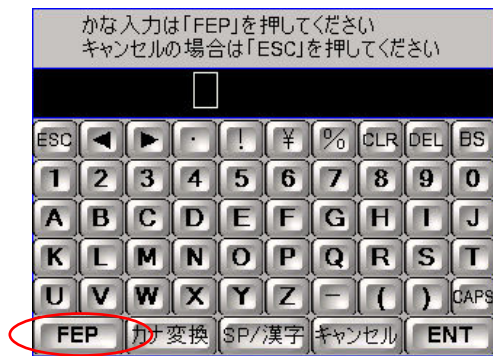 かな入力は「FEP」を押してください
キャンセルの場合は「ESC」を押してください
ESC ◀ ▶ ・ ! ¥ % CLR DEL BS
1 2 3 4 5 6 7 8 9 0
A B C D E F G H I J
K L M N O P Q R S T
U V W X Y Z - ( ) CAPS
FEP カナ変換 SP/漢字 キャンセル ENT